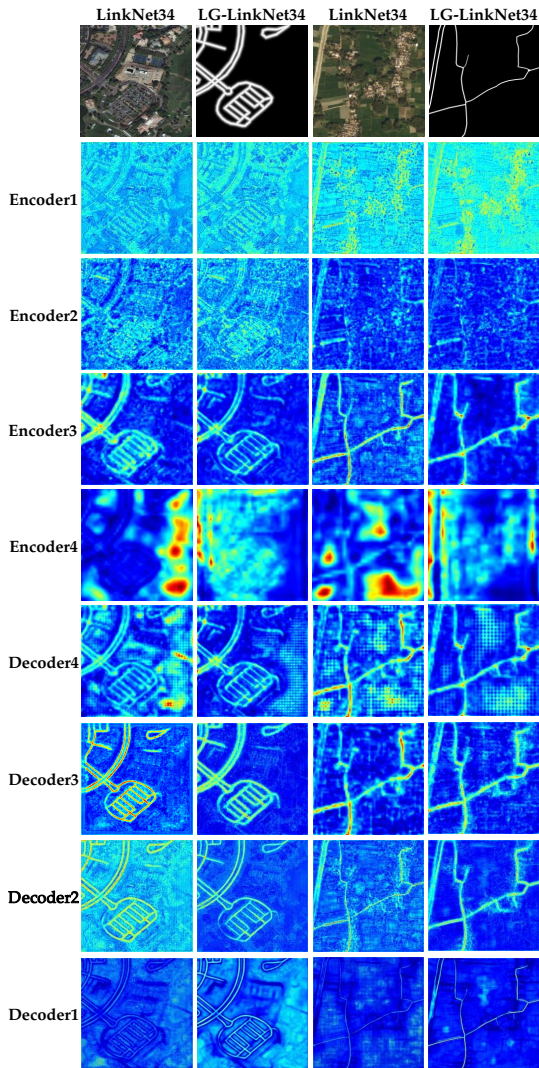 LinkNet34 LG-LinkNet34 LinkNet34 LG-LinkNet34
Encoder1
Encoder2
Encoder3
Encoder4
Decoder4
Decoder3
Decoder2
Decoder1